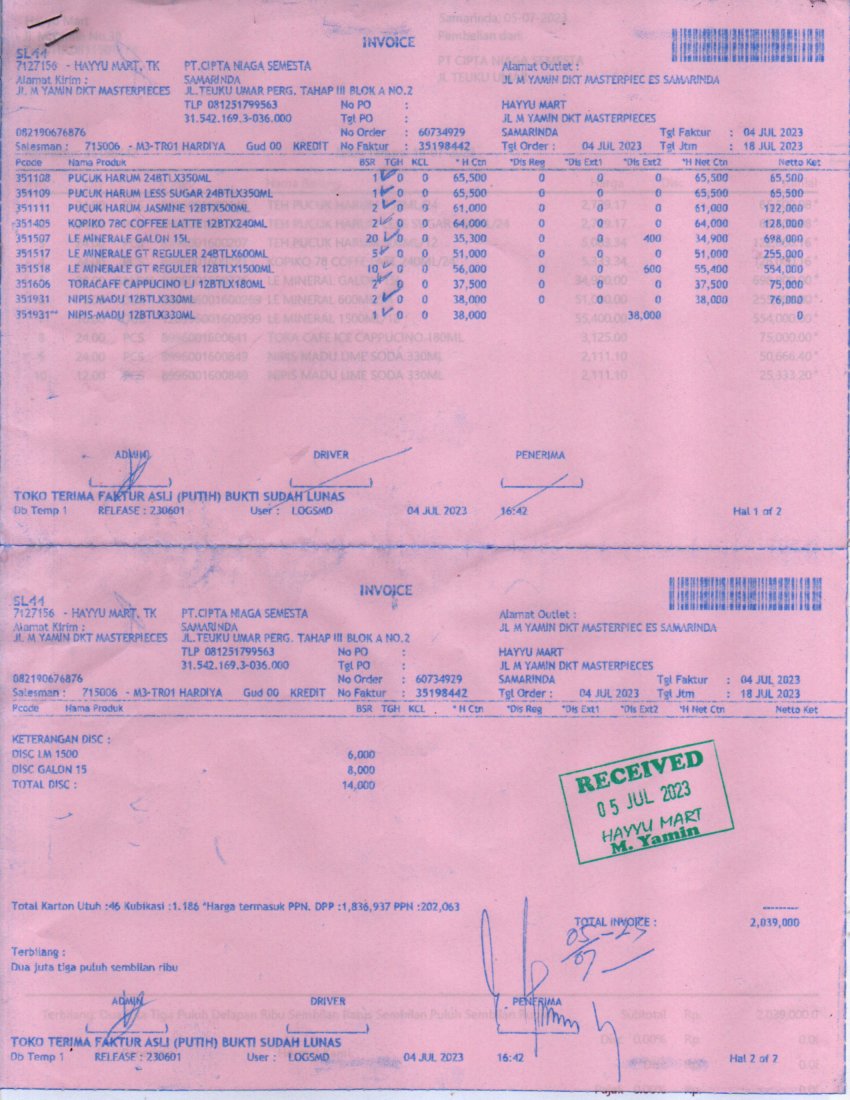 INVOICE
SL44
7127156 - HAYYU MART, TK PT.CIPTA NIAGA SEMESTA Alamat Outlet :
Alamat Kirim : SAMARINDA JL M YAMIN DKT MASTERPIEC ES SAMARINDA
JL M YAMIN DKT MASTERPIECES JL.TEUKU UMAR PERG. TAHAP III BLOK A NO.2
TLP 081251799563 No PO : HAYYU MART
31.542.169.3-036.000 Tgl PO : JL M YAMIN DKT MASTERPIECES
082190676876 No Order : 60734929 SAMARINDA Tgl Faktur : 04 JUL 2023
Salesman : 715006 - M3-TR01 HARDIYA Gud 00 KREDIT No Faktur : 35198442 Tgl Order : 04 JUL 2023 Tgl Jtm : 18 JUL 2023
Pcode Nama Produk BSR TGH KCL *H Ctn *Dis Reg *Dis Ext1 *Dis Ext2 *H Net Ctn Netto Ket
351108 PUCUK HARUM 24BTLX350ML 1 0 0 65,500 0 0 0 65,500 65,500
351109 PUCUK HARUM LESS SUGAR 24BTLX350ML 1 0 0 65,500 0 0 0 65,500 65,500
351111 PUCUK HARUM JASMINE 12BTX500ML 2 0 0 61,000 0 0 0 61,000 122,000
351405 KOPIKO 78C COFFEE LATTE 12BTX240ML 2 0 0 64,000 0 0 0 64,000 128,000
351507 LE MINERALE GALON 15L 20 0 0 35,300 0 0 400 34,900 698,000
351517 LE MINERALE GT REGULER 24BTLX600ML 5 0 0 51,000 0 0 0 51,000 255,000
351518 LE MINERALE GT REGULER 12BTLX1500ML 10 0 0 56,000 0 0 600 55,400 554,000
351606 TORACAFE CAPPUCINO LJ 12BTLX180ML 2 0 0 37,500 0 0 0 37,500 75,000
351931 NIPIS MADU 12BTLX330ML 2 0 0 38,000 0 0 0 38,000 76,000
351931** NIPIS MADU 12BTLX330ML 1 0 0 38,000 38,000 0
ADMIN DRIVER PENERIMA
TOKO TERIMA FAKTUR ASLI (PUTIH) BUKTI SUDAH LUNAS
Db Temp 1 RELEASE : 230601 User : LOGSMD 04 JUL 2023 16:42 Hal 1 of 2
INVOICE
SL44
7127156 - HAYYU MART, TK PT.CIPTA NIAGA SEMESTA Alamat Outlet :
Alamat Kirim : SAMARINDA JL M YAMIN DKT MASTERPIEC ES SAMARINDA
JL M YAMIN DKT MASTERPIECES JL.TEUKU UMAR PERG. TAHAP III BLOK A NO.2
TLP 081251799563 No PO : HAYYU MART
31.542.169.3-036.000 Tgl PO : JL M YAMIN DKT MASTERPIECES
082190676876 No Order : 60734929 SAMARINDA Tgl Faktur : 04 JUL 2023
Salesman : 715006 - M3-TR01 HARDIYA Gud 00 KREDIT No Faktur : 35198442 Tgl Order : 04 JUL 2023 Tgl Jtm : 18 JUL 2023
Pcode Nama Produk BSR TGH KCL *H Ctn *Dis Reg *Dis Ext1 *Dis Ext2 *H Net Ctn Netto Ket
KETERANGAN DISC :
DISC LM 1500 6,000
DISC GALON 15 8,000
TOTAL DISC : 14,000
RECEIVED
05 JUL 2023
HAYYU MART
M. Yamin
Total Karton Utuh :46 Kubikasi :1.186 *Harga termasuk PPN. DPP :1,836,937 PPN :202,063
TOTAL INVOICE : 2,039,000
05-23
07
Terbilang :
Dua juta tiga puluh sembilan ribu
ADMIN DRIVER PENERIMA
TOKO TERIMA FAKTUR ASLI (PUTIH) BUKTI SUDAH LUNAS
Db Temp 1 RELEASE : 230601 User : LOGSMD 04 JUL 2023 16:42 Hal 2 of 2